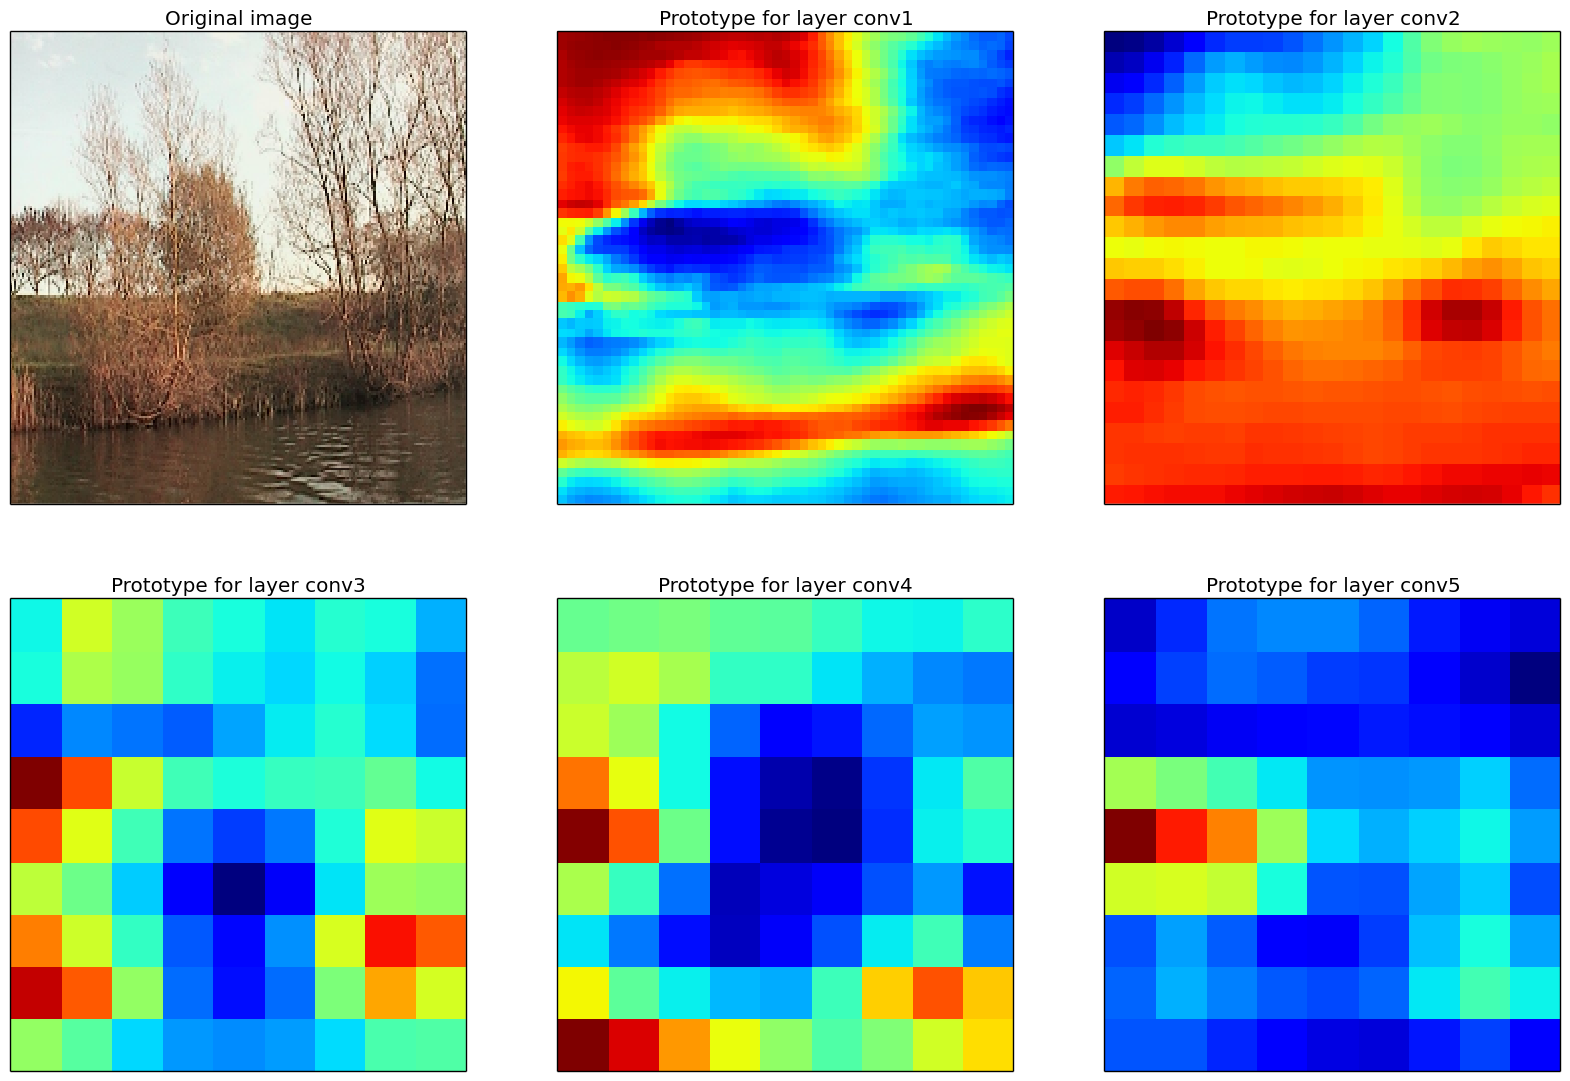 Original image
Prototype for layer conv1
Prototype for layer conv2
Prototype for layer conv3
Prototype for layer conv4
Prototype for layer conv5